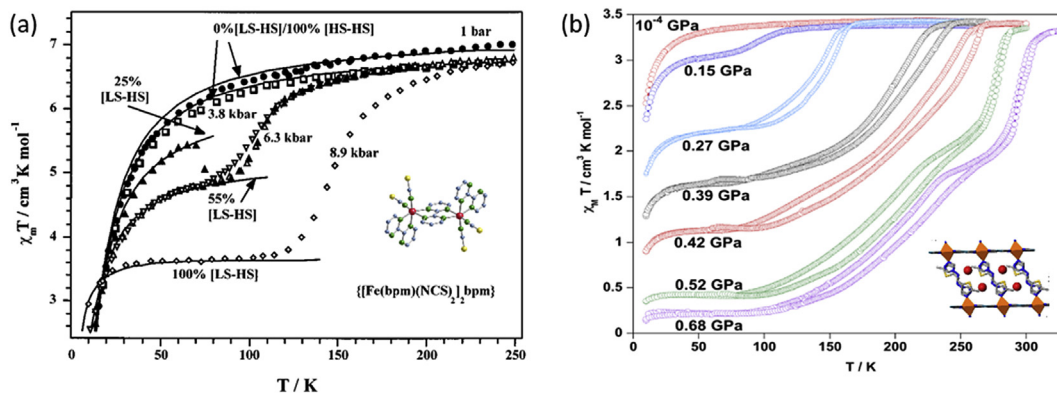 (a)
0% [LS-HS]/100% [HS-HS]
1 bar
25%
[LS-HS]
3.8 kbar
6.3 kbar
8.9 kbar
55%
[LS-HS]
100% [LS-HS]
{[Fe(bpm)(NCS)2]2bpm}
χmT / cm3 K mol-1
7
6
5
4
3
0
50
100
150
200
250
T / K
(b)
10-4 GPa
0.15 GPa
0.27 GPa
0.39 GPa
0.42 GPa
0.52 GPa
0.68 GPa
χM T / cm3 K mol-1
3.5
3
2.5
2
1.5
1
0.5
0
0
50
100
150
200
250
300
T / K